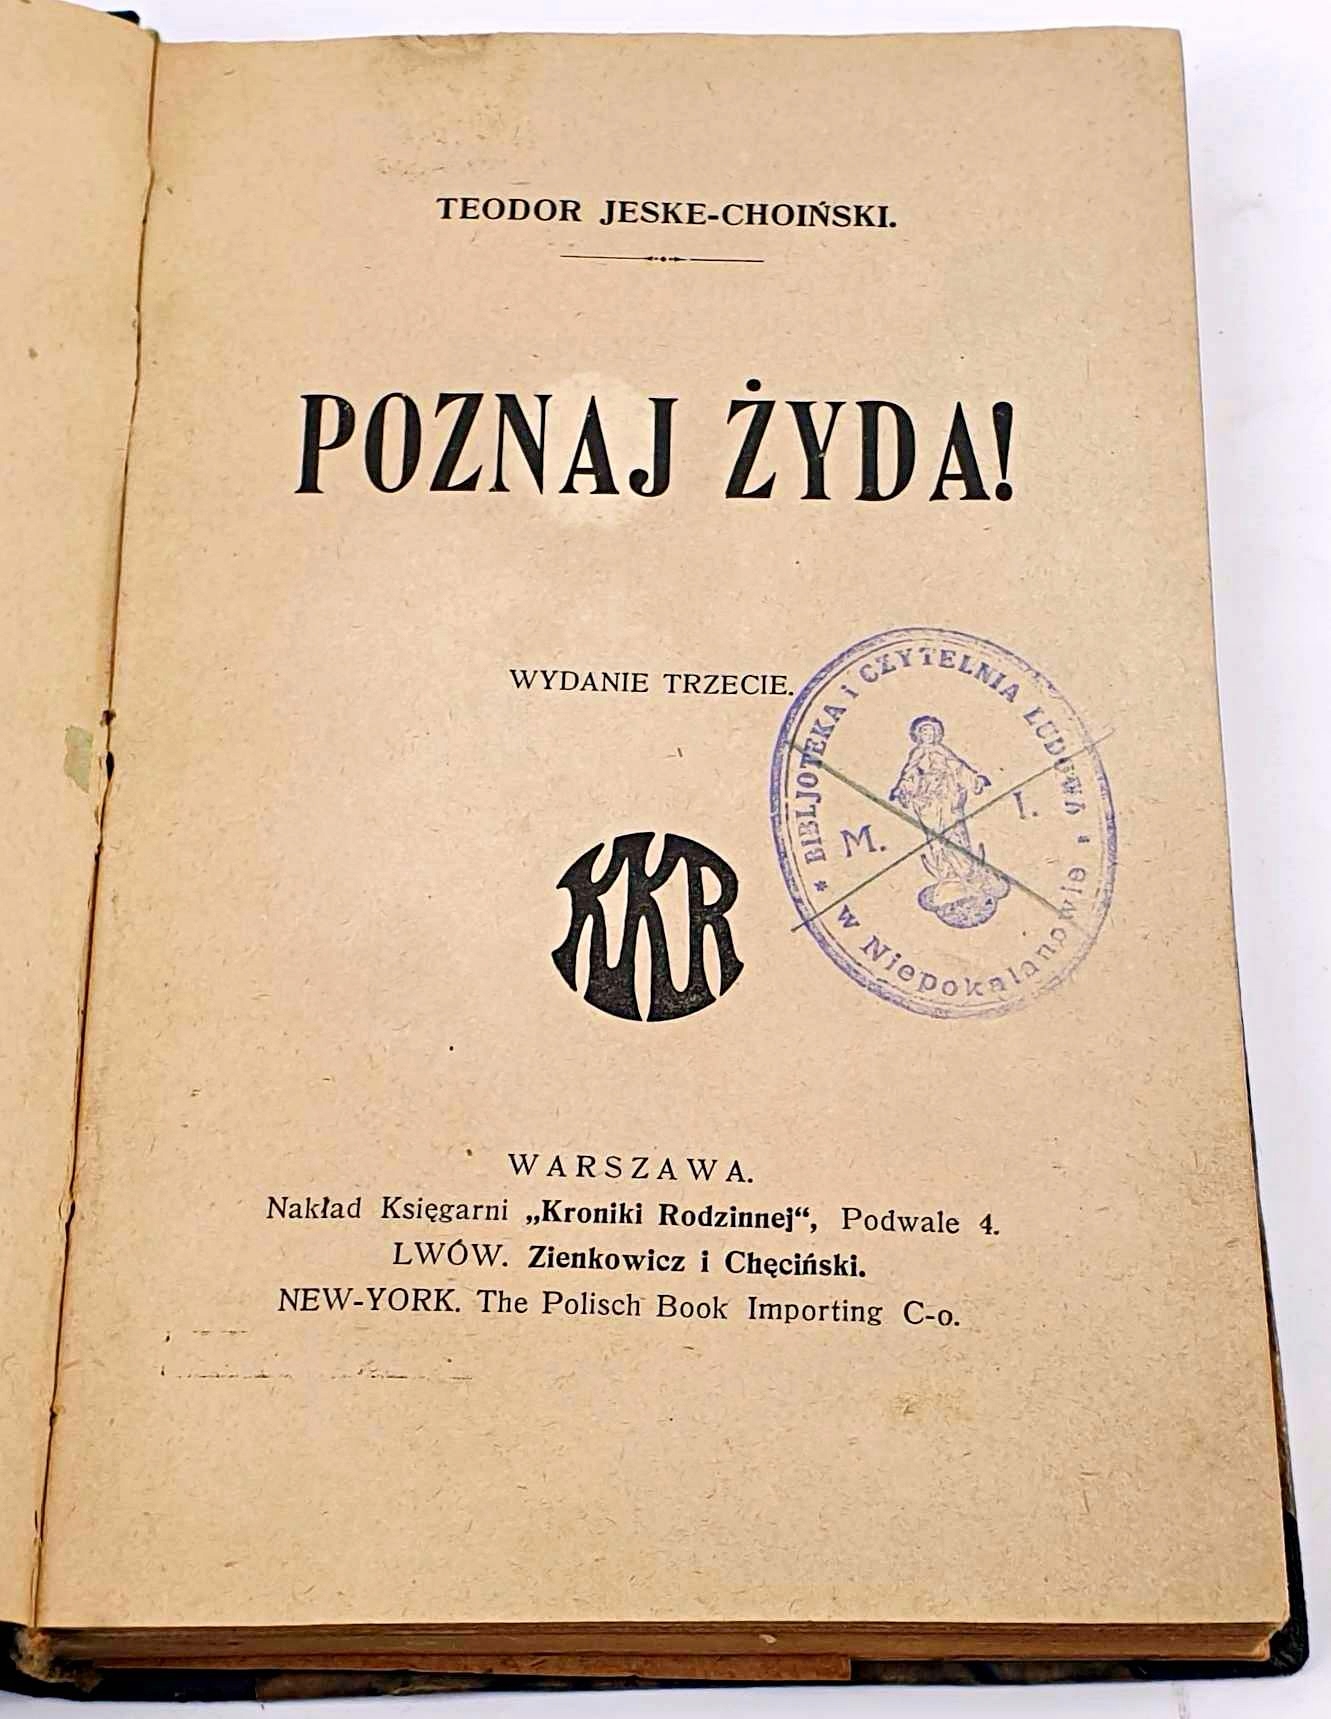 TEODOR JESKE-CHOIŃSKI.
POZNAJ ŻYDA!
WYDANIE TRZECIE.
* BIBLJOTEKA i CZYTELNIA LUDOWA *
M. I.
w Niepokalanowie
KKR
WARSZAWA.
Nakład Księgarni „Kroniki Rodzinnej“, Podwale 4.
LWÓW. Zienkowicz i Chęciński.
NEW-YORK. The Polisch Book Importing C-o.